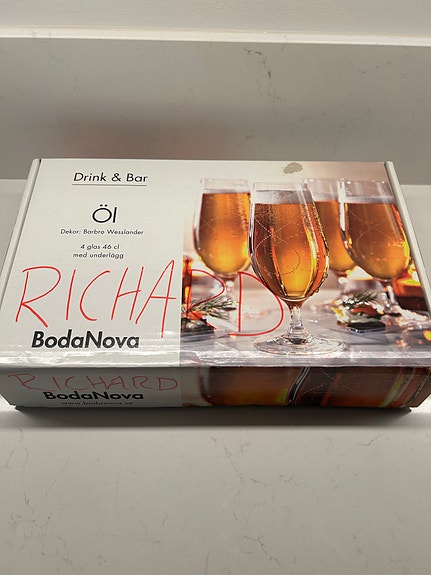 Drink & Bar
Öl
Dekor: Barbro Wesslander
4 glas 46 cl
med underlägg
RICHARD
BodaNova
RICHARD
BodaNova
www.bodanova.se